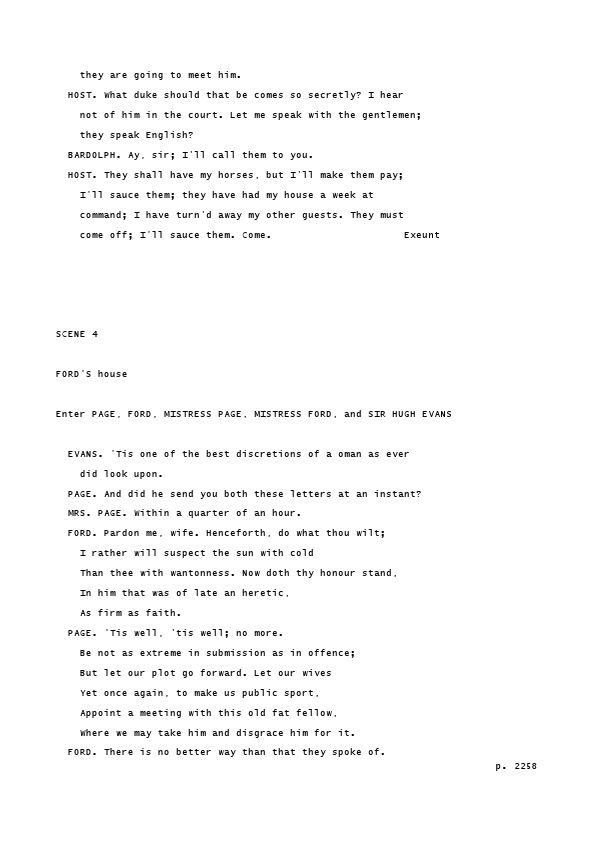 they are going to meet him.
HOST. What duke should that be comes so secretly? I hear
not of him in the court. Let me speak with the gentlemen;
they speak English?
BARDOLPH. Ay, sir; I'll call them to you.
HOST. They shall have my horses, but I'll make them pay;
I'll sauce them; they have had my house a week at
command; I have turn'd away my other guests. They must
come off; I'll sauce them. Come. Exeunt
SCENE 4
FORD'S house
Enter PAGE, FORD, MISTRESS PAGE, MISTRESS FORD, and SIR HUGH EVANS
EVANS. 'Tis one of the best discretions of a oman as ever
did look upon.
PAGE. And did he send you both these letters at an instant?
MRS. PAGE. Within a quarter of an hour.
FORD. Pardon me, wife. Henceforth, do what thou wilt;
I rather will suspect the sun with cold
Than thee with wantonness. Now doth thy honour stand,
In him that was of late an heretic,
As firm as faith.
PAGE. 'Tis well, 'tis well; no more.
Be not as extreme in submission as in offence;
But let our plot go forward. Let our wives
Yet once again, to make us public sport,
Appoint a meeting with this old fat fellow,
Where we may take him and disgrace him for it.
FORD. There is no better way than that they spoke of.
p. 2258